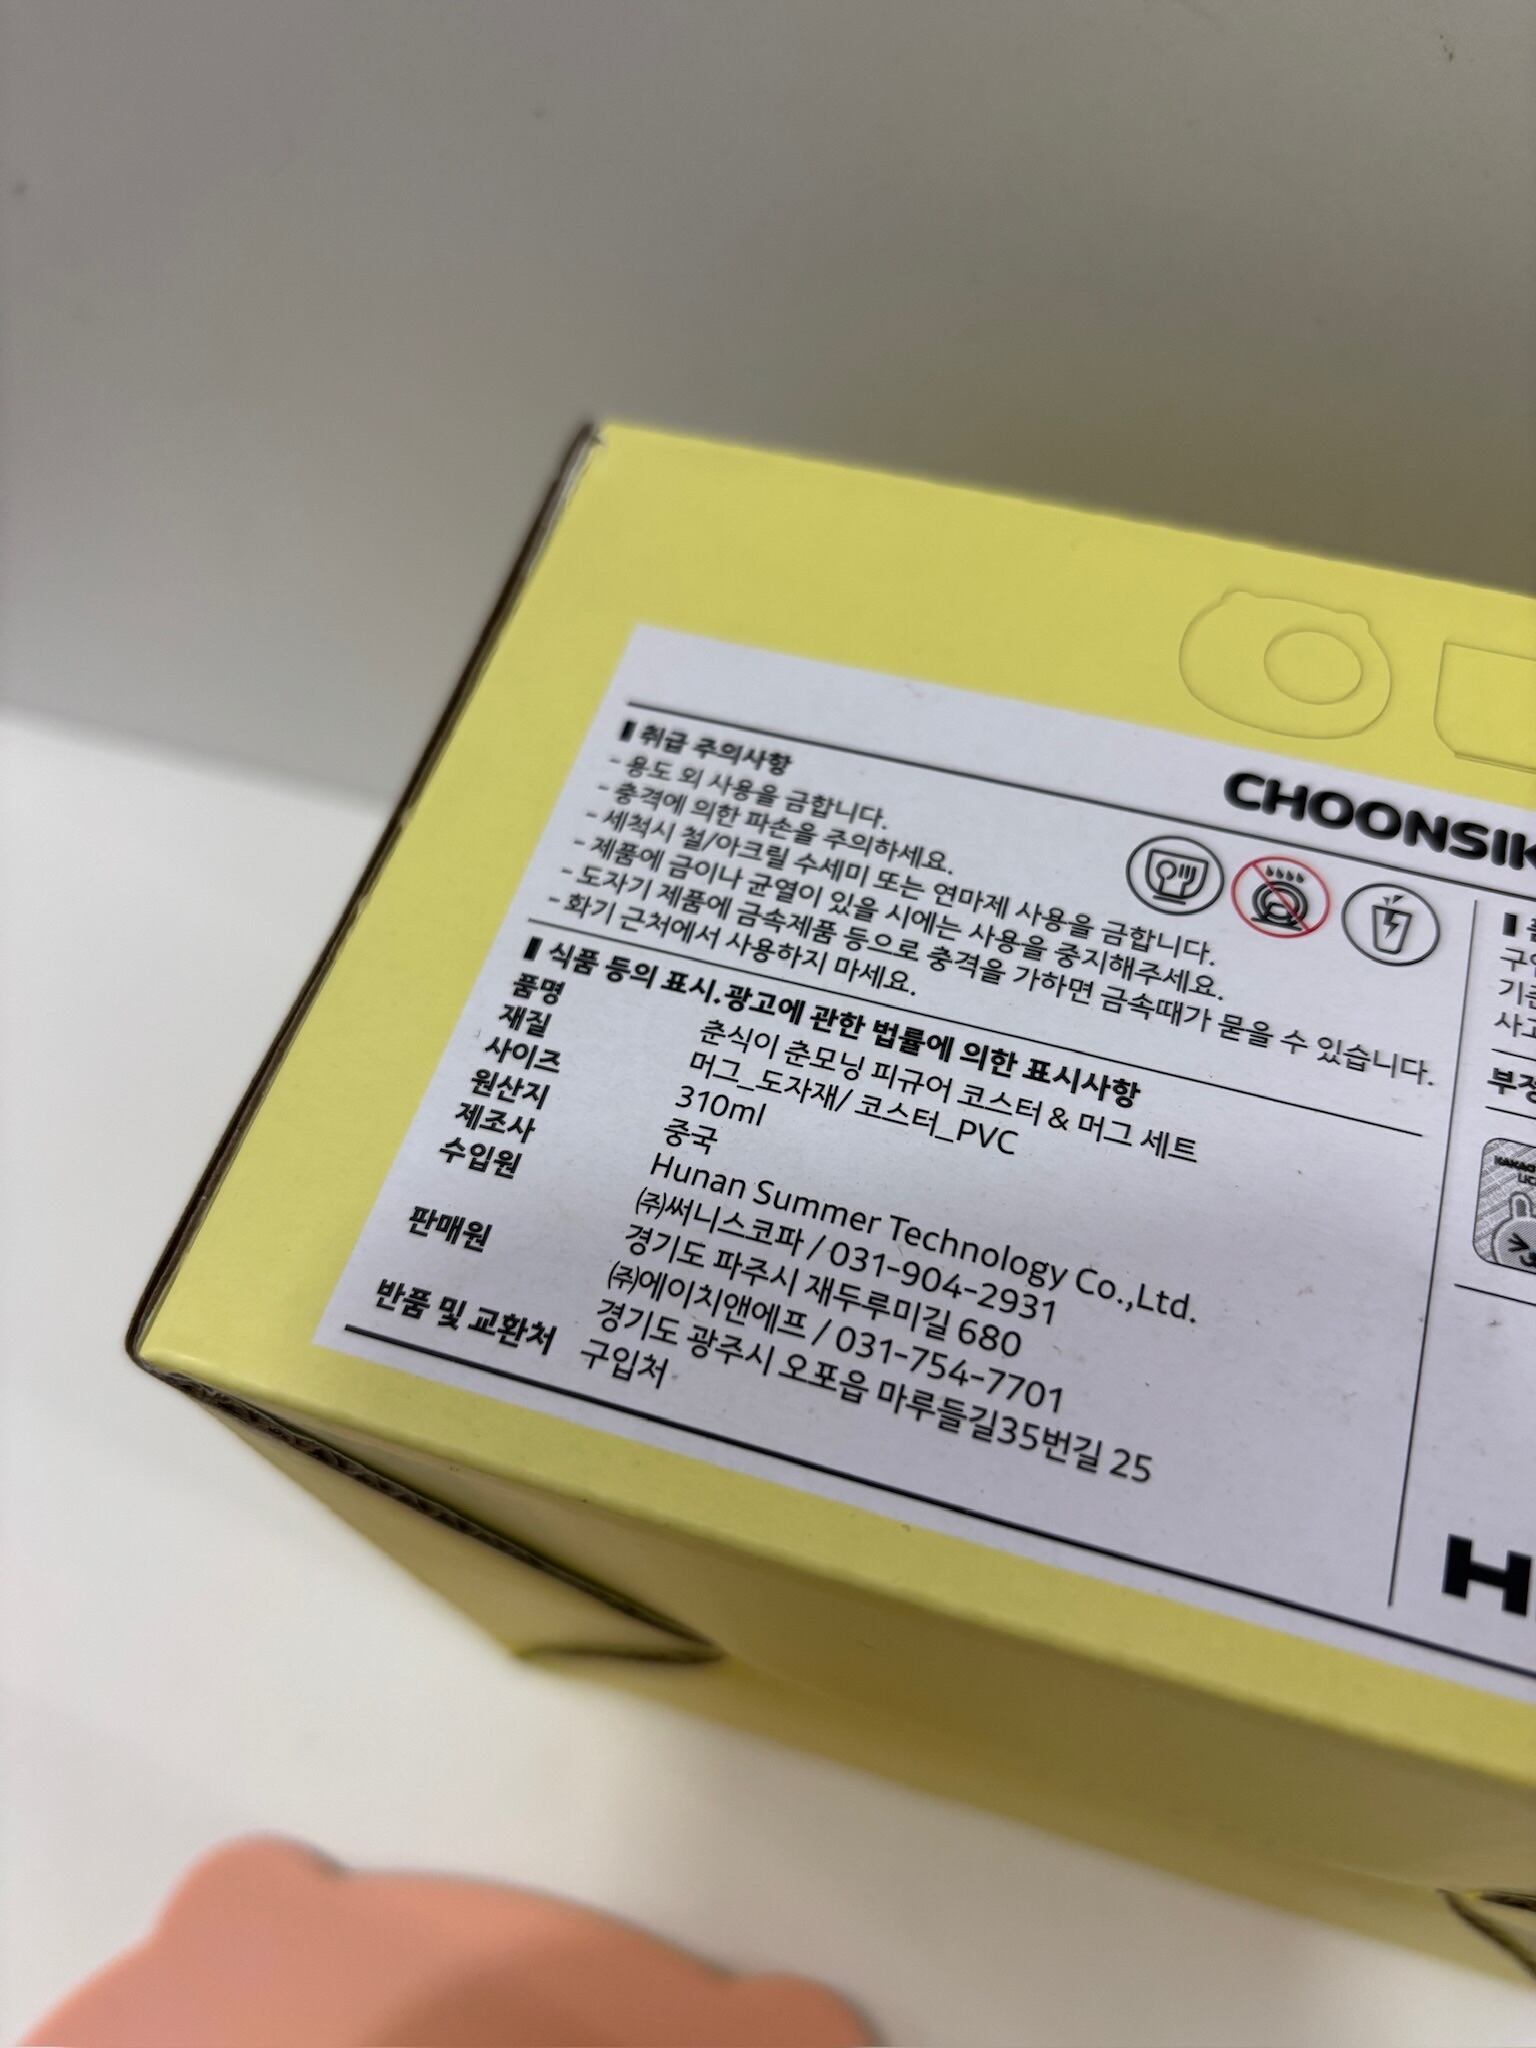 CHOONSIK
취급 주의사항
- 용도 외 사용을 금합니다.
- 충격에 의한 파손을 주의하세요.
- 세척시 철/아크릴 수세미 또는 연마제 사용을 금합니다.
- 제품에 금이나 균열이 있을 시에는 사용을 중지해주세요.
- 도자기 제품에 금속제품 등으로 충격을 가하면 금속때가 묻을 수 있습니다.
- 화기 근처에서 사용하지 마세요.
식품 등의 표시.광고에 관한 법률에 의한 표시사항
품명 춘식이 춘모닝 피규어 코스터 & 머그 세트
재질 머그_도자재/ 코스터_PVC
사이즈 310ml
원산지 중국
제조사 Hunan Summer Technology Co.,Ltd.
수입원 ㈜써니스코파 / 031-904-2931
경기도 파주시 재두루미길 680
판매원 ㈜에이치앤에프 / 031-754-7701
경기도 광주시 오포읍 마루들길35번길 25
반품 및 교환처 구입처